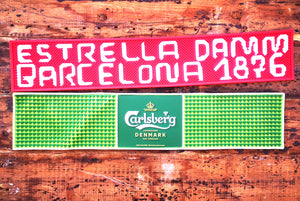 ESTRELLA DAMM
BARCELONA 1876
Carlsberg
DENMARK